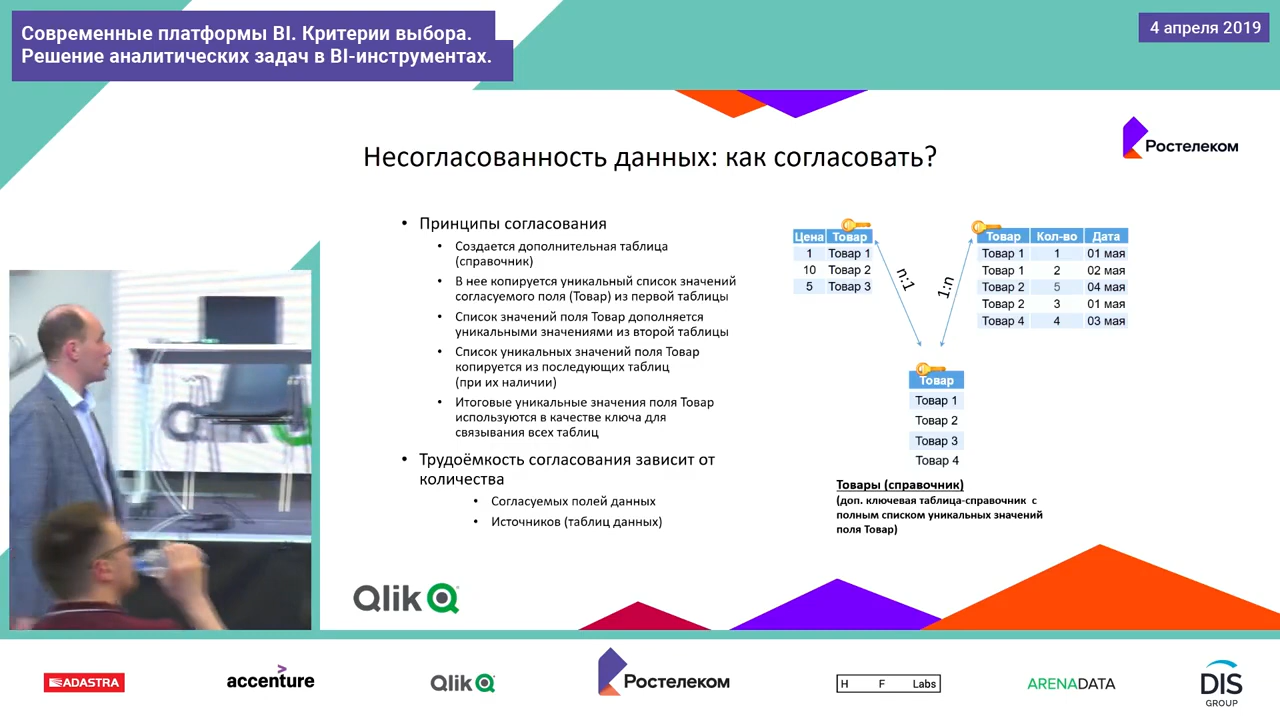 Современные платформы BI. Критерии выбора.
Решение аналитических задач в BI-инструментах.
4 апреля 2019
Ростелеком
Несогласованность данных: как согласовать?
• Принципы согласования
• Создается дополнительная таблица
(справочник)
• В нее копируется уникальный список значений
согласуемого поля (Товар) из первой таблицы
• Список значений поля Товар дополняется
уникальными значениями из второй таблицы
• Список уникальных значений поля Товар
копируется из последующих таблиц
(при их наличии)
• Итоговые уникальные значения поля Товар
используются в качестве ключа для
связывания всех таблиц
• Трудоёмкость согласования зависит от
количества
• Согласуемых полей данных
• Источников (таблиц данных)
Цена Товар
1 Товар 1
10 Товар 2
5 Товар 3
n:1
1:n
Товар Кол-во Дата
Товар 1 1 01 мая
Товар 1 2 02 мая
Товар 2 5 04 мая
Товар 2 3 01 мая
Товар 4 4 03 мая
Товар
Товар 1
Товар 2
Товар 3
Товар 4
Товары (справочник)
(доп. ключевая таблица-справочник с
полным списком уникальных значений
поля Товар)
Qlik
ADASTRA
accenture
Qlik
Ростелеком
H F Labs
ARENADATA
DIS
GROUP